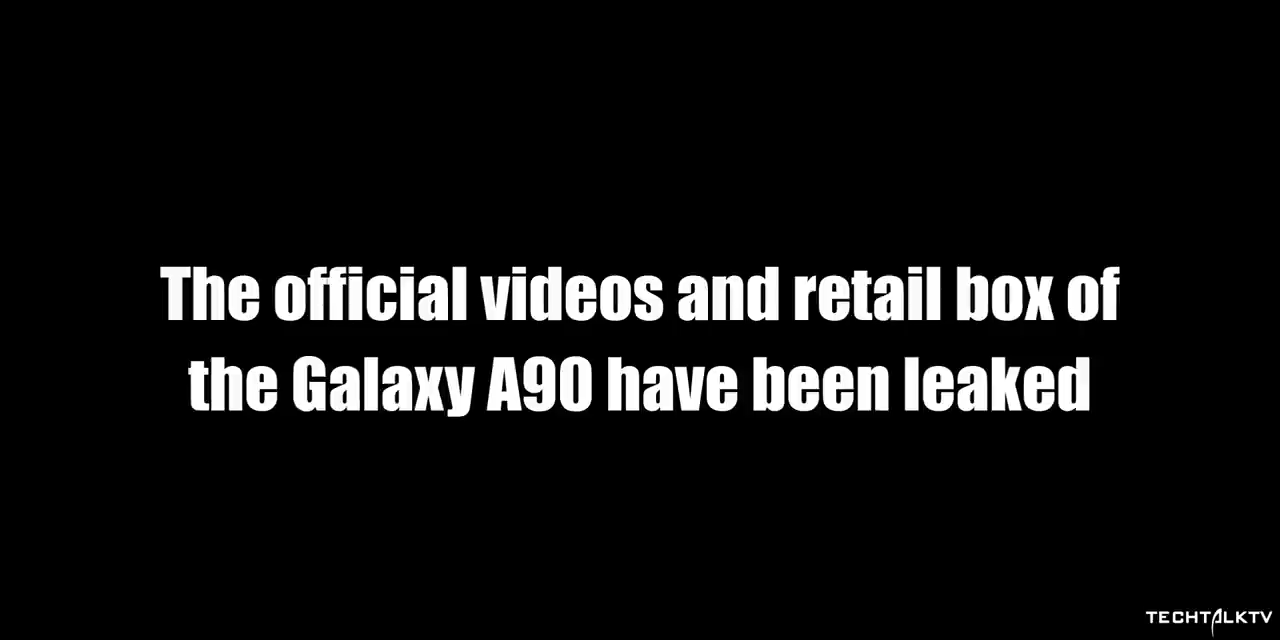 The official videos and retail box of
the Galaxy A90 have been leaked
TECHTALKTV